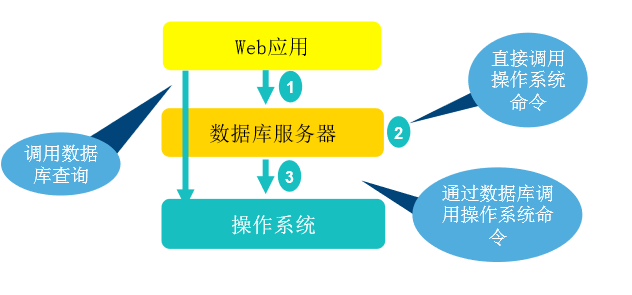 Web应用
1
直接调用
操作系统
命令
数据库服务器
2
调用数据
库查询
3
通过数据库调
用操作系统命
令
操作系统